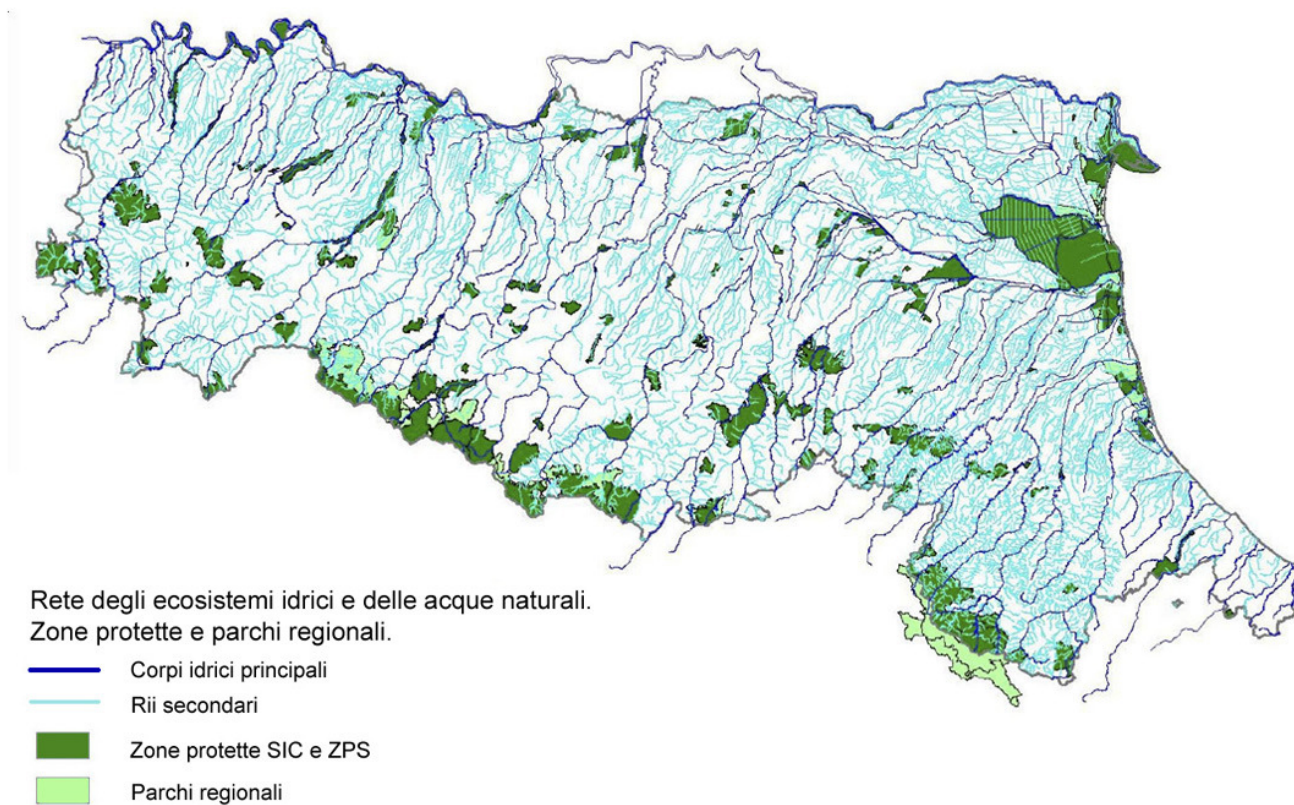 Rete degli ecosistemi idrici e delle acque naturali.
Zone protette e parchi regionali.
Corpi idrici principali
Rii secondari
Zone protette SIC e ZPS
Parchi regionali